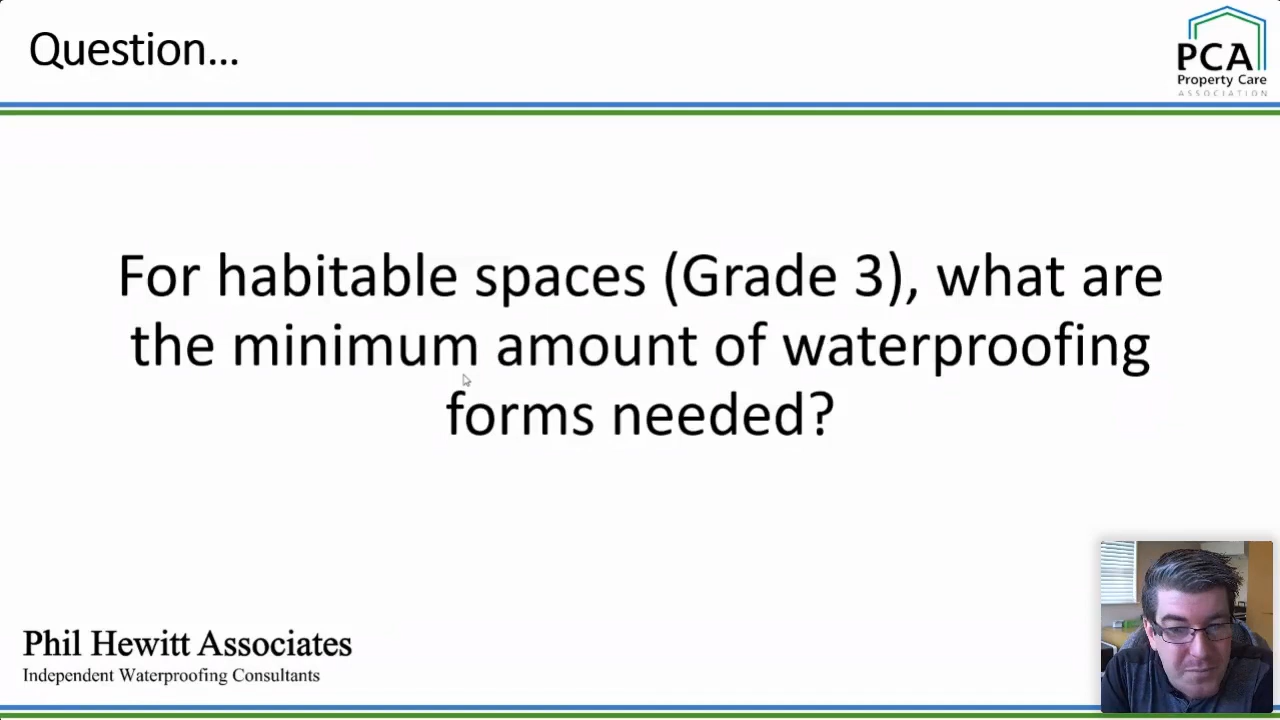 Question...
PCA
Property Care
ASSOCIATION
For habitable spaces (Grade 3), what are
the minimum amount of waterproofing
forms needed?
Phil Hewitt Associates
Independent Waterproofing Consultants